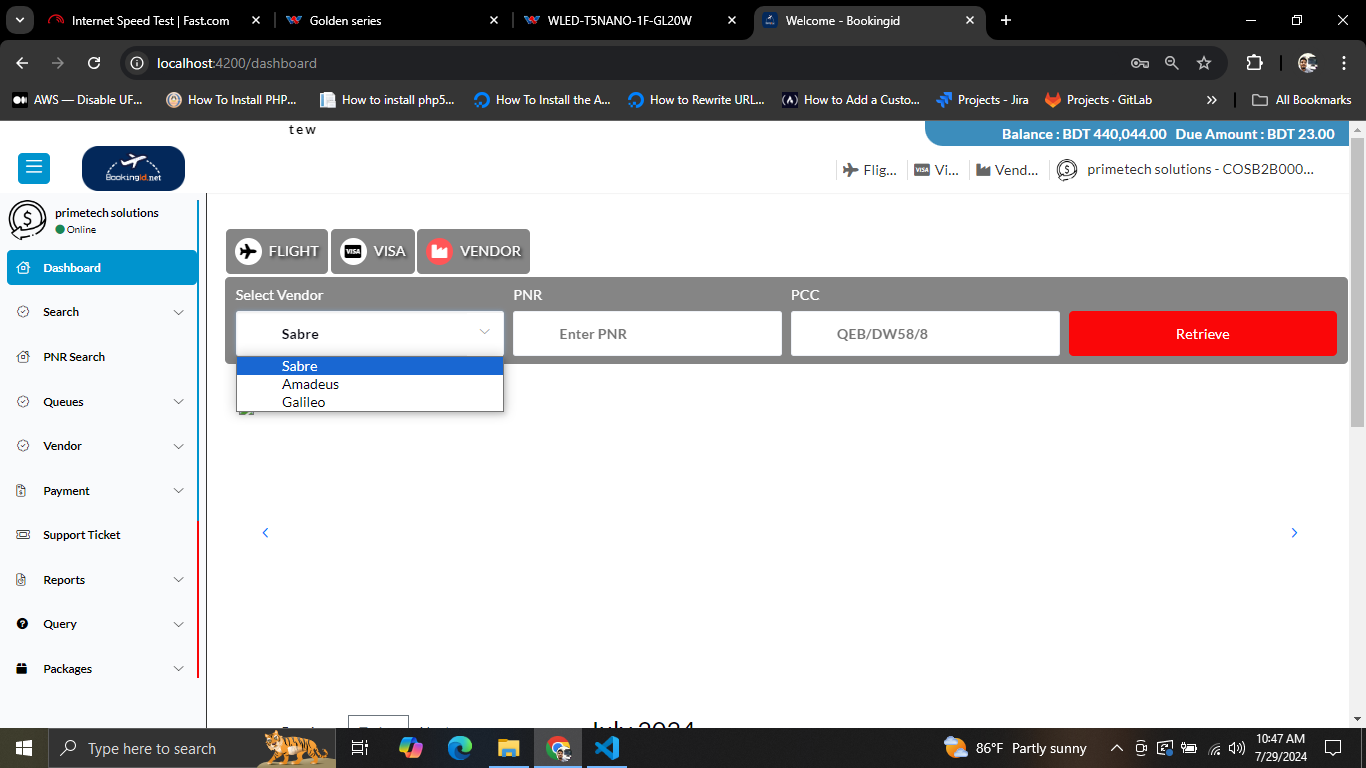 Internet Speed Test | Fast.com
Golden series
WLED-T5NANO-1F-GL20W
Welcome - Bookingid
localhost:4200/dashboard
AWS — Disable UF...
How To Install PHP...
How to install php5...
How To Install the A...
How to Rewrite URL...
How to Add a Custo...
Projects - Jira
Projects · GitLab
All Bookmarks
tew
Balance : BDT 440,044.00 Due Amount : BDT 23.00
BookingId.net
Flig...
VISA Vi...
Vend...
primetech solutions - COSB2B000...
primetech solutions
Online
Dashboard
Search
PNR Search
Queues
Vendor
Payment
Support Ticket
Reports
Query
Packages
FLIGHT
VISA VISA
VENDOR
Select Vendor
PNR
PCC
Sabre
Enter PNR
QEB/DW58/8
Retrieve
Sabre
Amadeus
Galileo
July 2024
Type here to search
86°F Partly sunny
10:47 AM
7/29/2024